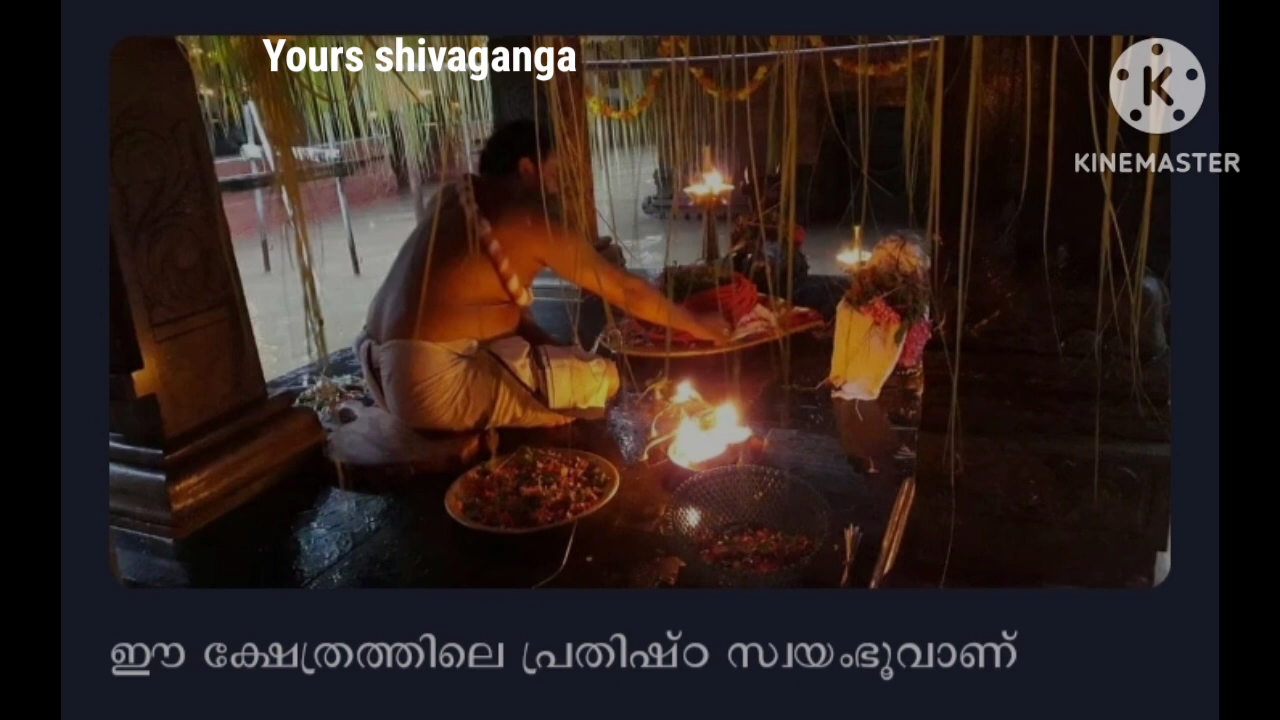 Yours shivaganga
KINEMASTER
ഈ ക്ഷേത്രത്തിലെ പ്രതിഷ്ഠ സ്വയംഭൂവാണ്